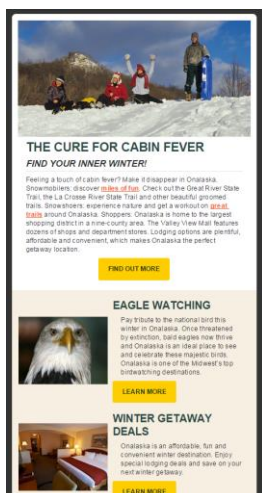 THE CURE FOR CABIN FEVER
FIND YOUR INNER WINTER!
Feeling a touch of cabin fever? Make it disappear in Onalaska.
Snowmobilers: discover miles of fun. Check out the Great River State
Trail, the La Crosse River State Trail and other beautiful groomed
trails. Snowshoers: experience nature and get a workout on great
trails around Onalaska. Shoppers: Onalaska is home to the largest
shopping district in a nine-county area. The Valley View Mall features
dozens of shops and department stores. Lodging options are plentiful,
affordable and convenient, which makes Onalaska the perfect
getaway location.
FIND OUT MORE
EAGLE WATCHING
Pay tribute to the national bird this
winter in Onalaska. Once threatened
by extinction, bald eagles now thrive
and Onalaska is an ideal place to see
and celebrate these majestic birds.
Onalaska is one of the Midwest's top
birdwatching destinations.
LEARN MORE
WINTER GETAWAY
DEALS
Onalaska is an affordable, fun and
convenient winter destination. Enjoy
special lodging deals and save on your
next winter getaway.
LEARN MORE